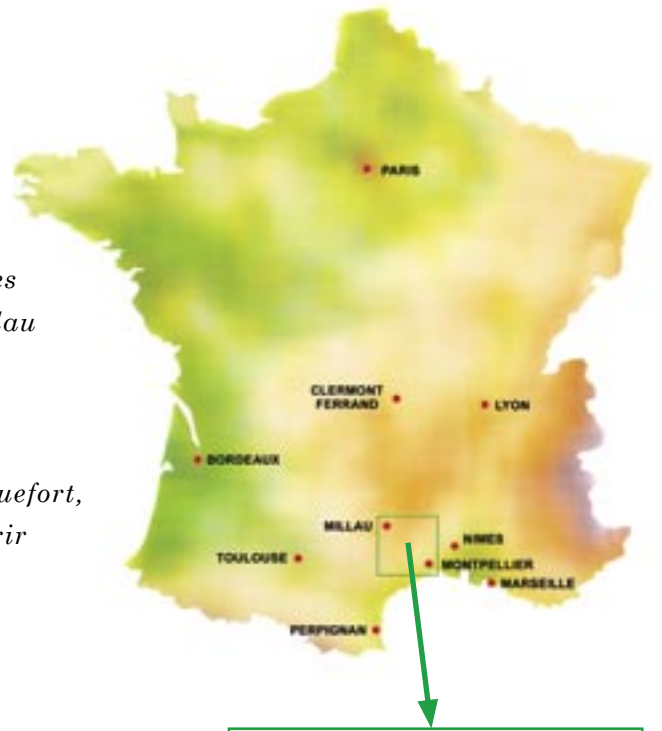 PARIS
es
lau
CLERMONT
FERRAND
LYON
BORDEAUX
uefort,
rir
MILLAU
NIMES
TOULOUSE
MONTPELLIER
MARSEILLE
PERPIGNAN